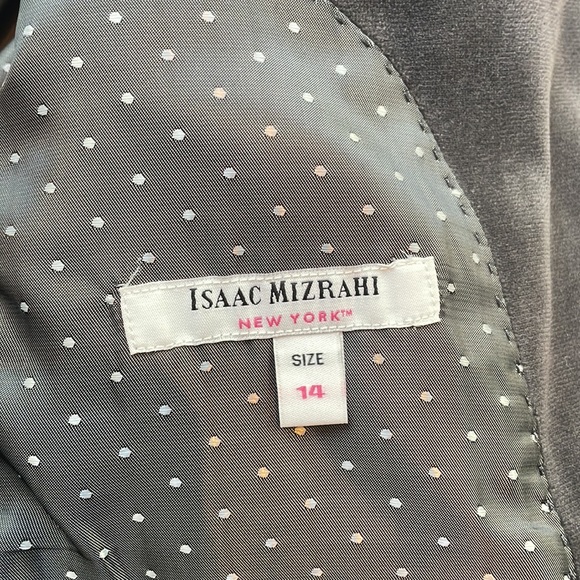 ISAAC MIZRAHI
NEW YORK™
SIZE
14